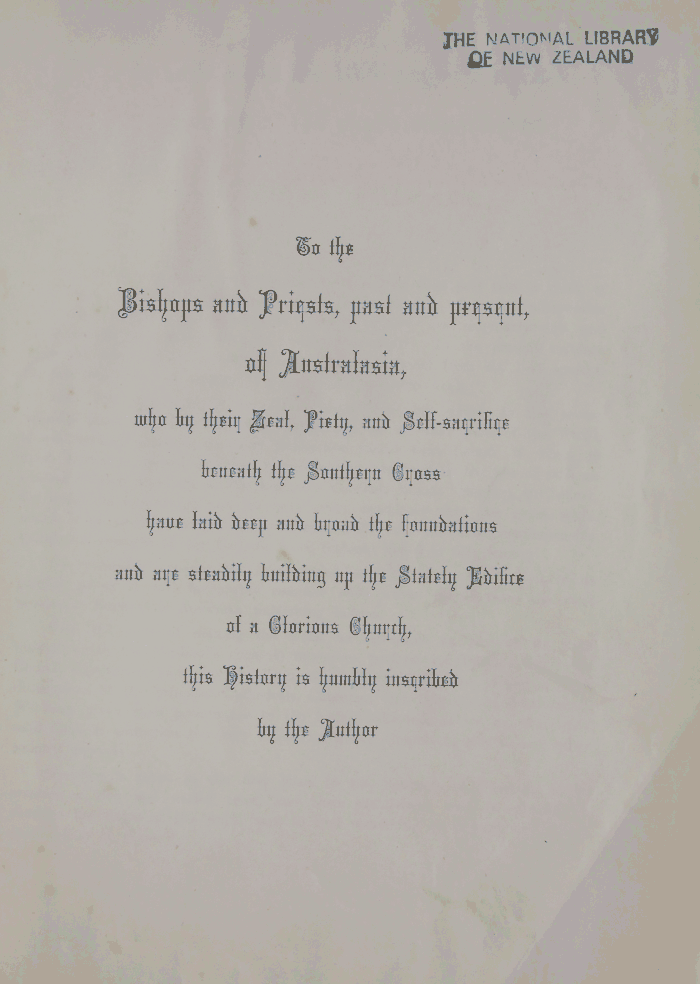 THE NATIONAL LIBRARY
OF NEW ZEALAND
To the
Bishops and Priests, past and present,
of Australasia,
who by their Zeal, Piety, and Self-sacrifice
beneath the Southern Cross
have laid deep and broad the foundations
and are steadily building up the Stately Edifice
of a Glorious Church,
this History is humbly inscribed
by the Author